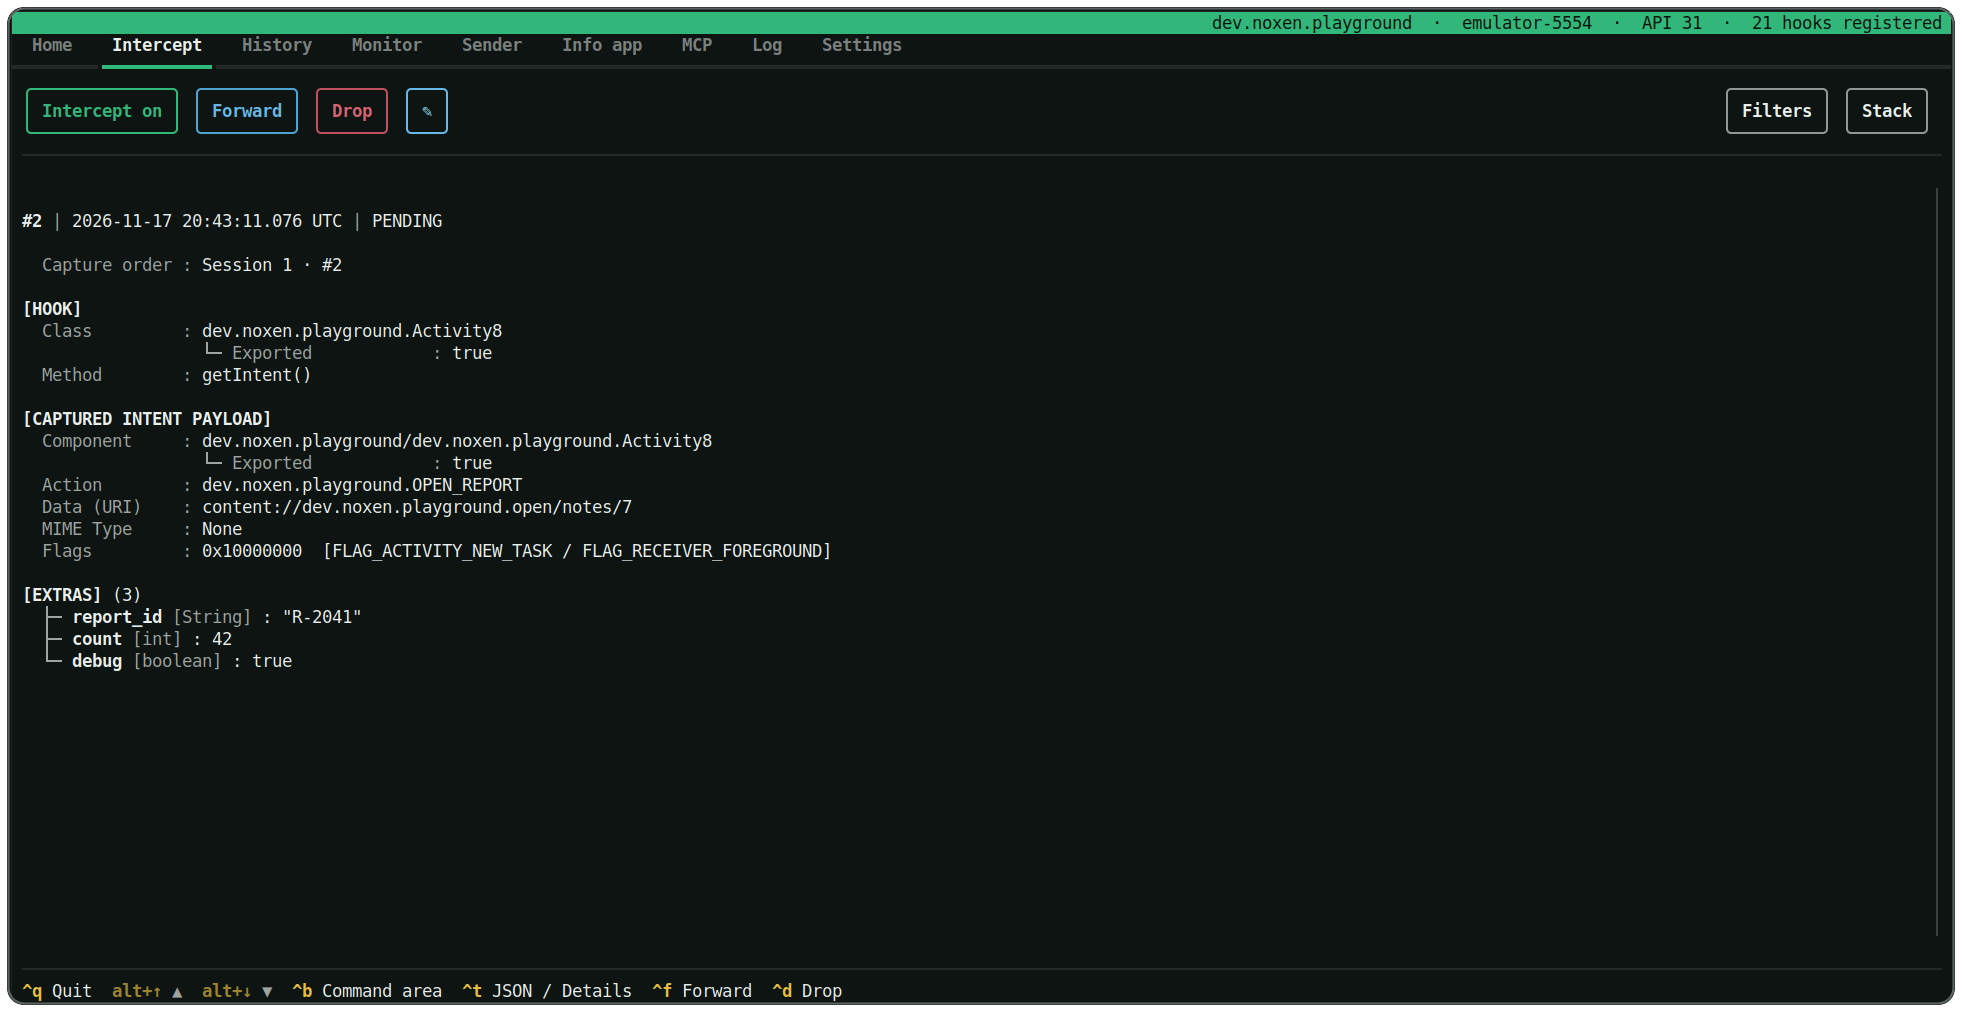 dev.noxen.playground · emulator-5554 · API 31 · 21 hooks registered
Home Intercept History Monitor Sender Info app MCP Log Settings
Intercept on Forward Drop ✎ Filters Stack
#2 | 2026-11-17 20:43:11.076 UTC | PENDING
Capture order : Session 1 · #2
[HOOK]
Class : dev.noxen.playground.Activity8
└─ Exported : true
Method : getIntent()
[CAPTURED INTENT PAYLOAD]
Component : dev.noxen.playground/dev.noxen.playground.Activity8
└─ Exported : true
Action : dev.noxen.playground.OPEN_REPORT
Data (URI) : content://dev.noxen.playground.open/notes/7
MIME Type : None
Flags : 0x10000000 [FLAG_ACTIVITY_NEW_TASK / FLAG_RECEIVER_FOREGROUND]
[EXTRAS] (3)
├─ report_id [String] : "R-2041"
├─ count [int] : 42
└─ debug [boolean] : true
^q Quit alt+↑ ▲ alt+↓ ▼ ^b Command area ^t JSON / Details ^f Forward ^d Drop